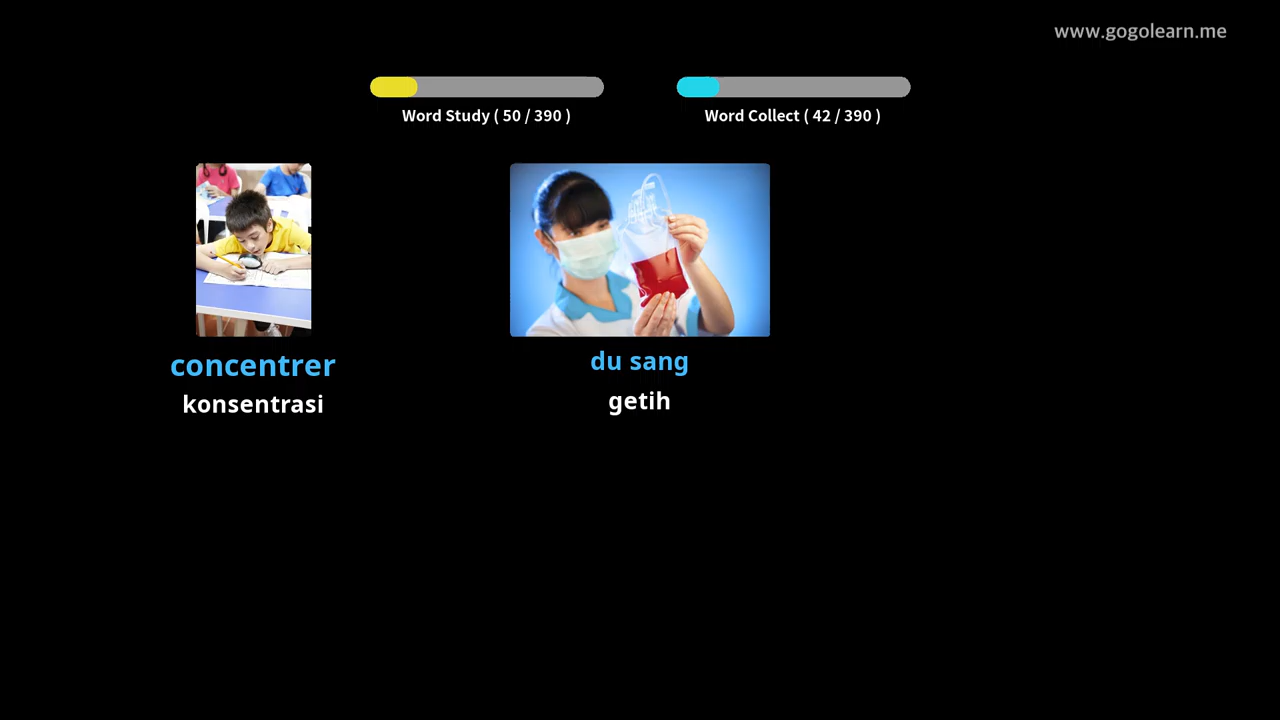 www.gogolearn.me
Word Study ( 50 / 390 )
Word Collect ( 42 / 390 )
concentrer
konsentrasi
du sang
getih